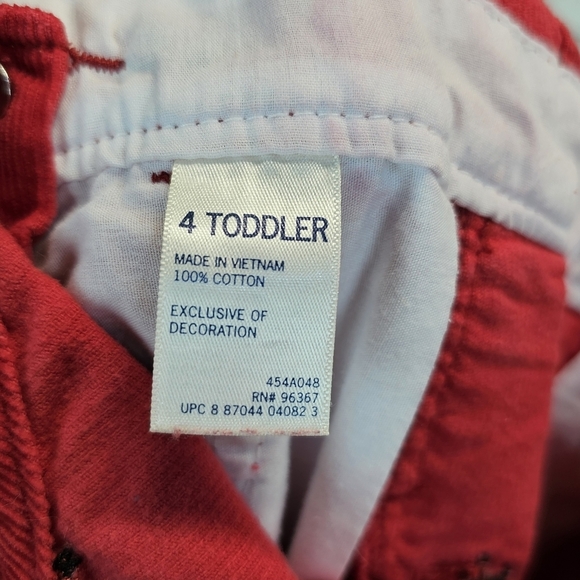 4 TODDLER
MADE IN VIETNAM
100% COTTON
EXCLUSIVE OF
DECORATION
454A048
RN# 96367
UPC 8 87044 04082 3